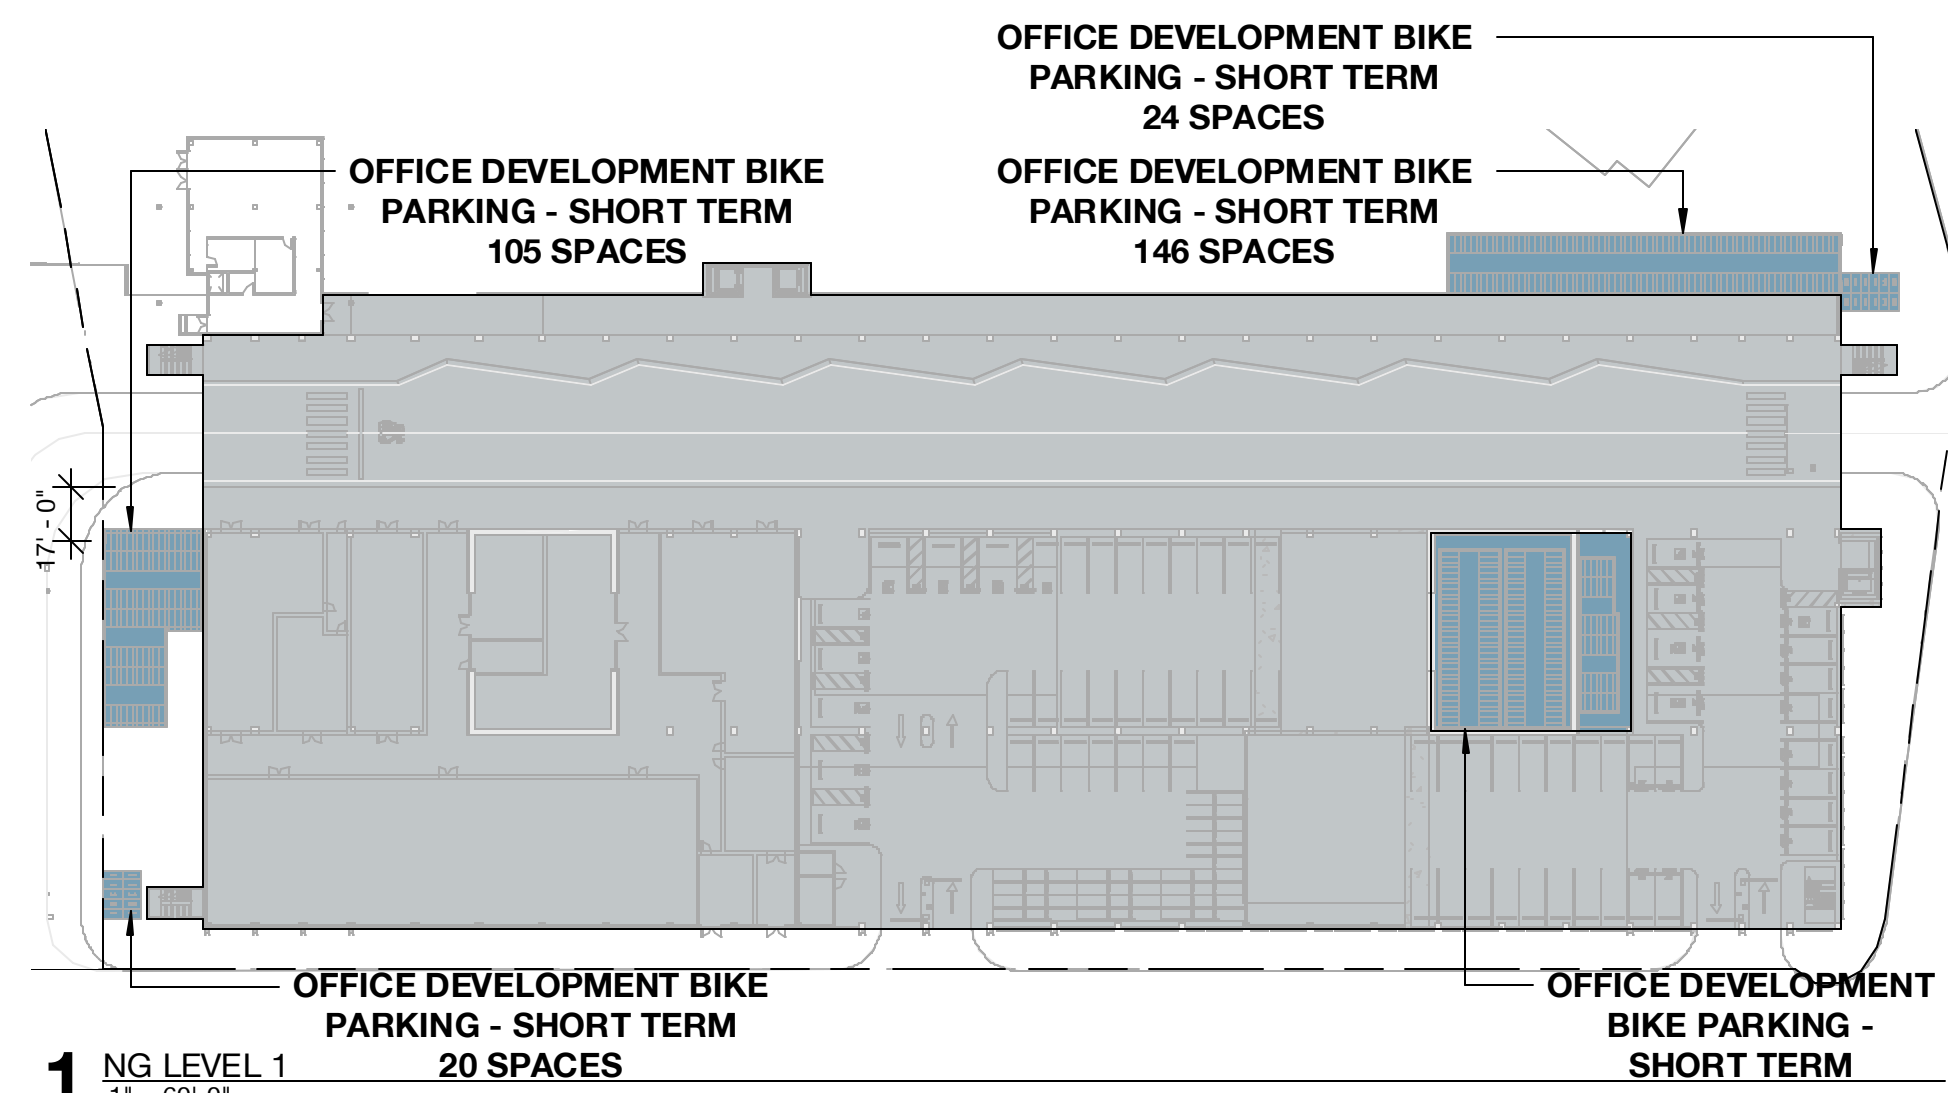 OFFICE DEVELOPMENT BIKE
PARKING - SHORT TERM
24 SPACES
OFFICE DEVELOPMENT BIKE
PARKING - SHORT TERM
105 SPACES
OFFICE DEVELOPMENT BIKE
PARKING - SHORT TERM
146 SPACES
17' - 0"
OFFICE DEVELOPMENT BIKE
PARKING - SHORT TERM
20 SPACES
OFFICE DEVELOPMENT
BIKE PARKING -
SHORT TERM
1 NG LEVEL 1